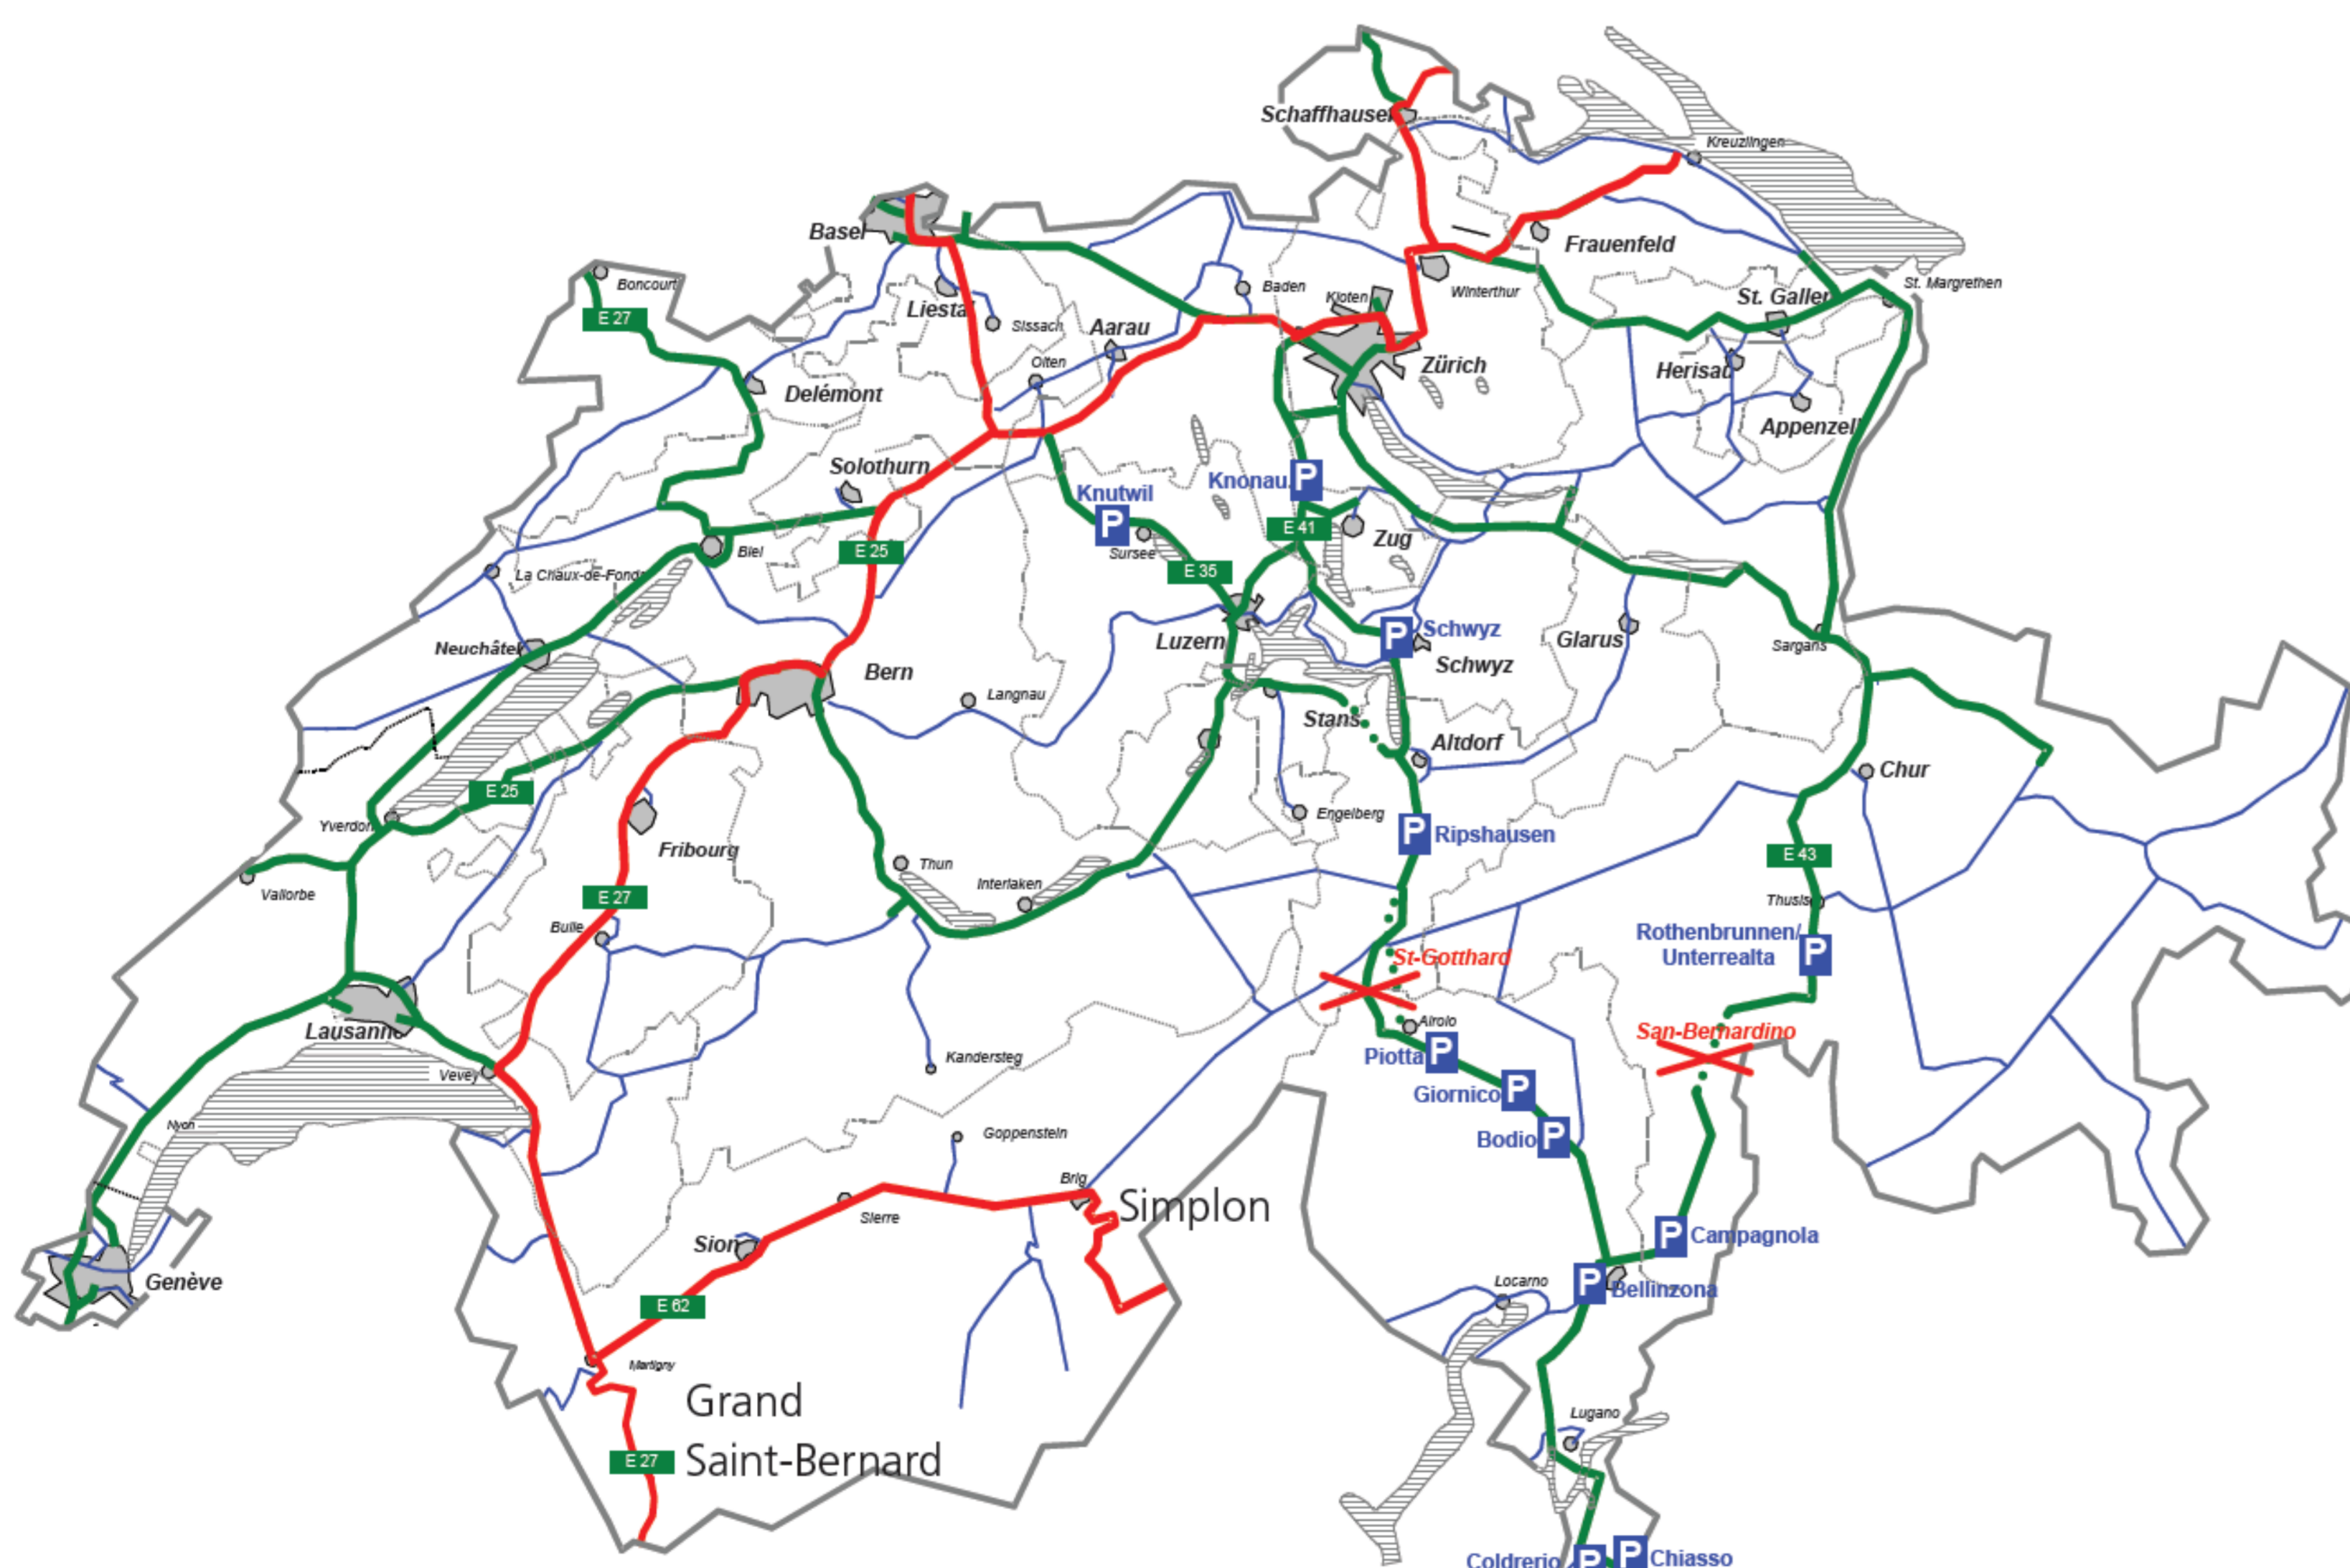 Schaffhausen
Kreuzlingen
Basel
Frauenfeld
Boncourt
Baden
Winterthur
St. Margrethen
Kloten
St. Gallen
E 27
Liestal
Sissach
Aarau
Olten
Zürich
Herisau
Delémont
Appenzell
Solothurn
Knutwil
P
Knonau
P
E 41
Zug
E 25
Biel
Sursee
E 35
La Chaux-de-Fonds
Neuchâtel
Luzern
P
Schwyz
Schwyz
Glarus
Sargans
Bern
Langnau
Stans
Altdorf
Chur
E 25
Yverdon
Engelberg
P
Ripshausen
Fribourg
E 43
Vallorbe
Thun
Interlaken
Thusis
E 27
Bulle
Rothenbrunnen/
Unterrealta
P
St-Gotthard
Lausanne
Airolo
San-Bernardino
Piotta
P
Kandersteg
Vevey
Giornico
P
Nyon
Goppenstein
Bodio
P
Brig
Simplon
Sierre
Sion
P
Campagnola
Genève
Locarno
P
Bellinzona
E 62
Martigny
Grand
Saint-Bernard
E 27
Lugano
Coldrerio
P
P
Chiasso